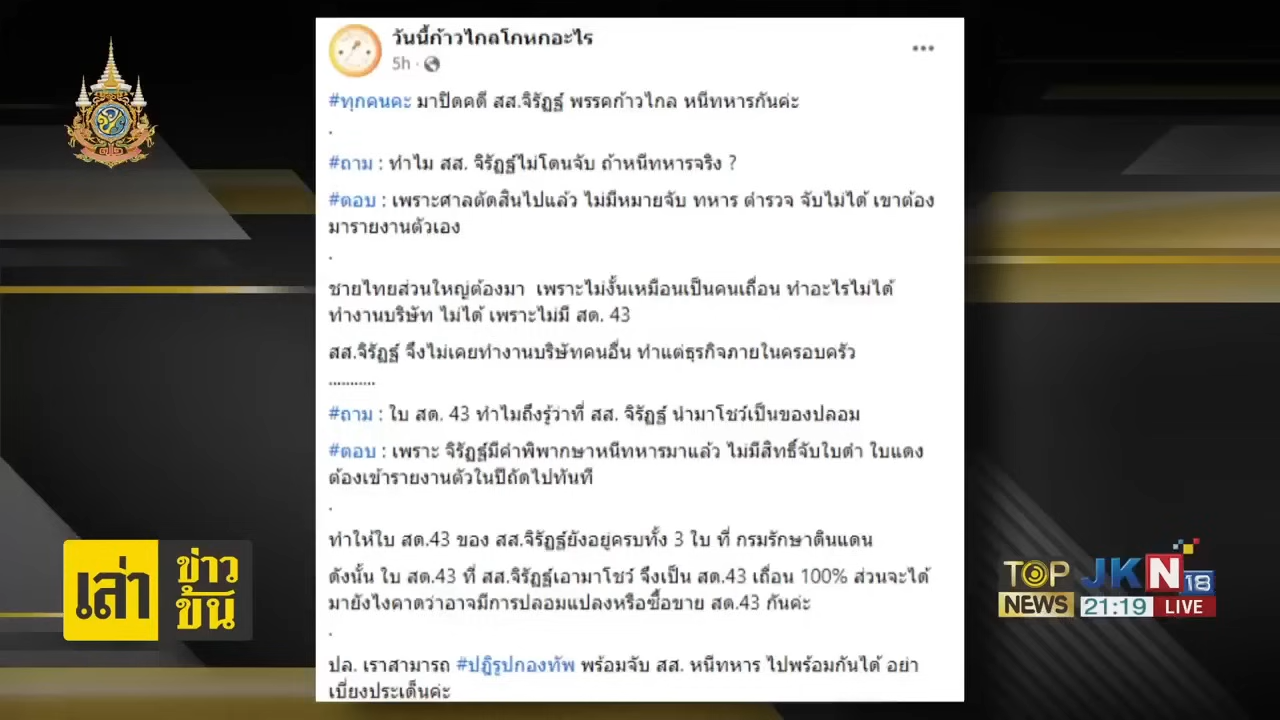 วันนี้ก้าวไกลโกหกอะไร
5h
#ทุกคนคะ มาปิดคดี สส.จิรัฏฐ์ พรรคก้าวไกล หนีทหารกันค่ะ
.
#ถาม : ทำไม สส. จิรัฏฐ์ไม่โดนจับ ถ้าหนีทหารจริง ?
#ตอบ : เพราะศาลตัดสินไปแล้ว ไม่มีหมายจับ ทหาร ตำรวจ จับไม่ได้ เขาต้อง
มารายงานตัวเอง
.
ชายไทยส่วนใหญ่ต้องมา เพราะไม่งั้นเหมือนเป็นคนเถื่อน ทำอะไรไม่ได้
ทำงานบริษัท ไม่ได้ เพราะไม่มี สด. 43
สส.จิรัฏฐ์ จึงไม่เคยทำงานบริษัทคนอื่น ทำแต่ธุรกิจภายในครอบครัว
...........
#ถาม : ใบ สด. 43 ทำไมถึงรู้ว่าที่ สส. จิรัฏฐ์ นำมาโชว์เป็นของปลอม
#ตอบ : เพราะ จิรัฏฐ์มีคำพิพากษาหนีทหารมาแล้ว ไม่มีสิทธิ์จับใบดำ ใบแดง
ต้องเข้ารายงานตัวในปีถัดไปทันที
.
ทำให้ใบ สด.43 ของ สส.จิรัฏฐ์ยังอยู่ครบทั้ง 3 ใบ ที่ กรมรักษาดินแดน
ดังนั้น ใบ สด.43 ที่ สส.จิรัฏฐ์เอามาโชว์ จึงเป็น สด.43 เถื่อน 100% ส่วนจะได้
มายังไงคาดว่าอาจมีการปลอมแปลงหรือซื้อขาย สด.43 กันค่ะ
.
ปล. เราสามารถ #ปฏิรูปกองทัพ พร้อมจับ สส. หนีทหาร ไปพร้อมกันได้ อย่า
เบี่ยงประเด็นค่ะ
เล่า
ข่าว
ข้น
TOP
NEWS
JKN18
21:19
LIVE